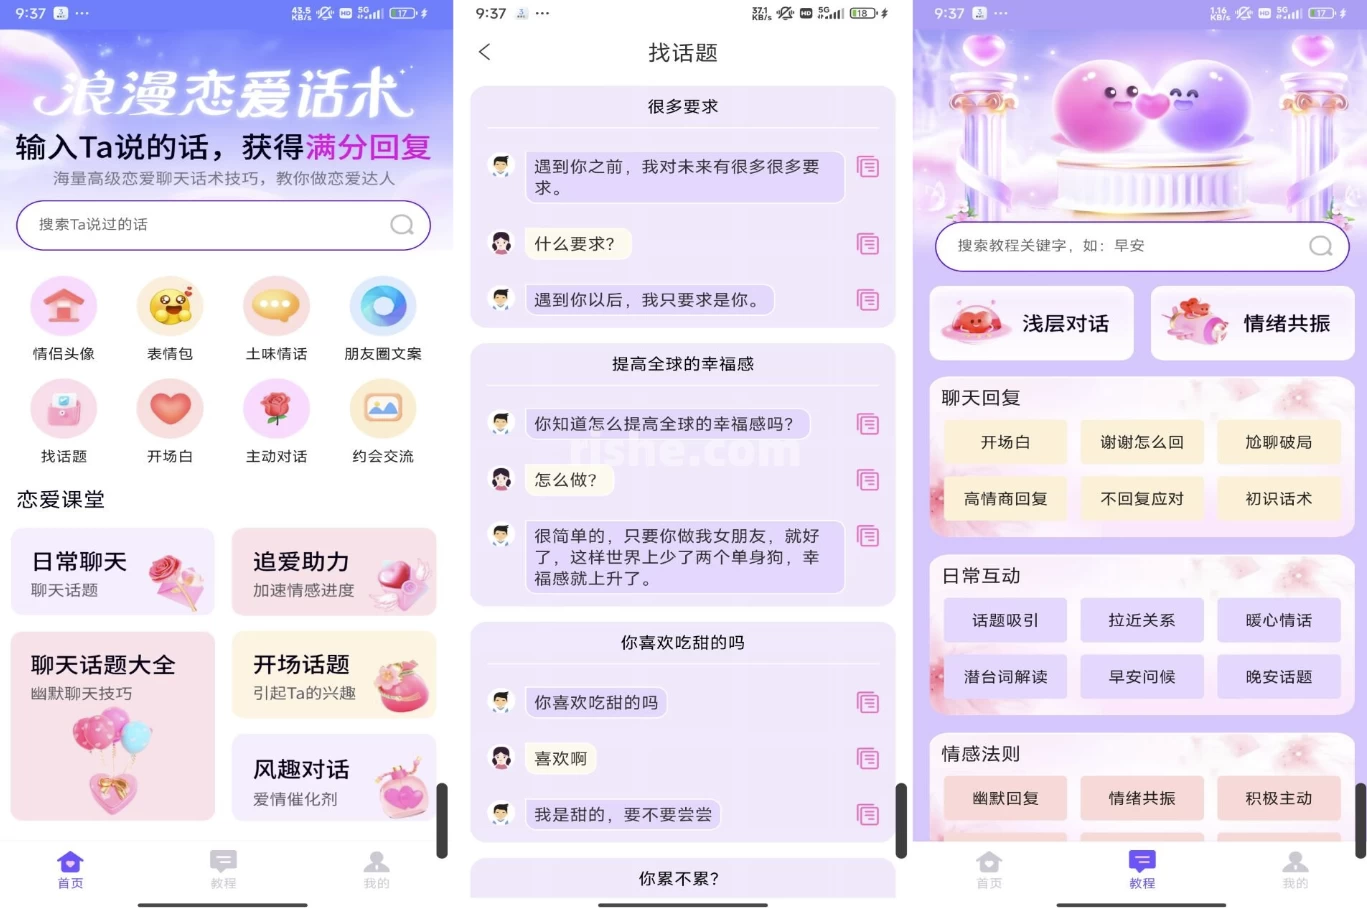 9:37
43.5 KB/s
HD
5G
17
浪漫恋爱话术
输入Ta说的话，获得满分回复
海量高级恋爱聊天话术技巧，教你做恋爱达人
搜索Ta说过的话
情侣头像
表情包
土味情话
朋友圈文案
找话题
开场白
主动对话
约会交流
恋爱课堂
日常聊天
聊天话题
追爱助力
加速情感进度
聊天话题大全
幽默聊天技巧
开场话题
引起Ta的兴趣
风趣对话
爱情催化剂
首页
教程
我的
9:37
37.1 KB/s
HD
5G
18
找话题
很多要求
遇到你之前，我对未来有很多很多要
求。
什么要求？
遇到你以后，我只要求是你。
提高全球的幸福感
你知道怎么提高全球的幸福感吗？
rishe.com
怎么做？
很简单的，只要你做我女朋友，就好
了，这样世界上少了两个单身狗，幸
福感就上升了。
你喜欢吃甜的吗
你喜欢吃甜的吗
喜欢啊
我是甜的，要不要尝尝
你累不累？
9:37
1.16 KB/s
HD
5G
17
搜索教程关键字，如：早安
浅层对话
情绪共振
聊天回复
开场白
谢谢怎么回
尬聊破局
高情商回复
不回复应对
初识话术
日常互动
话题吸引
拉近关系
暖心情话
潜台词解读
早安问候
晚安话题
情感法则
幽默回复
情绪共振
积极主动
首页
教程
我的